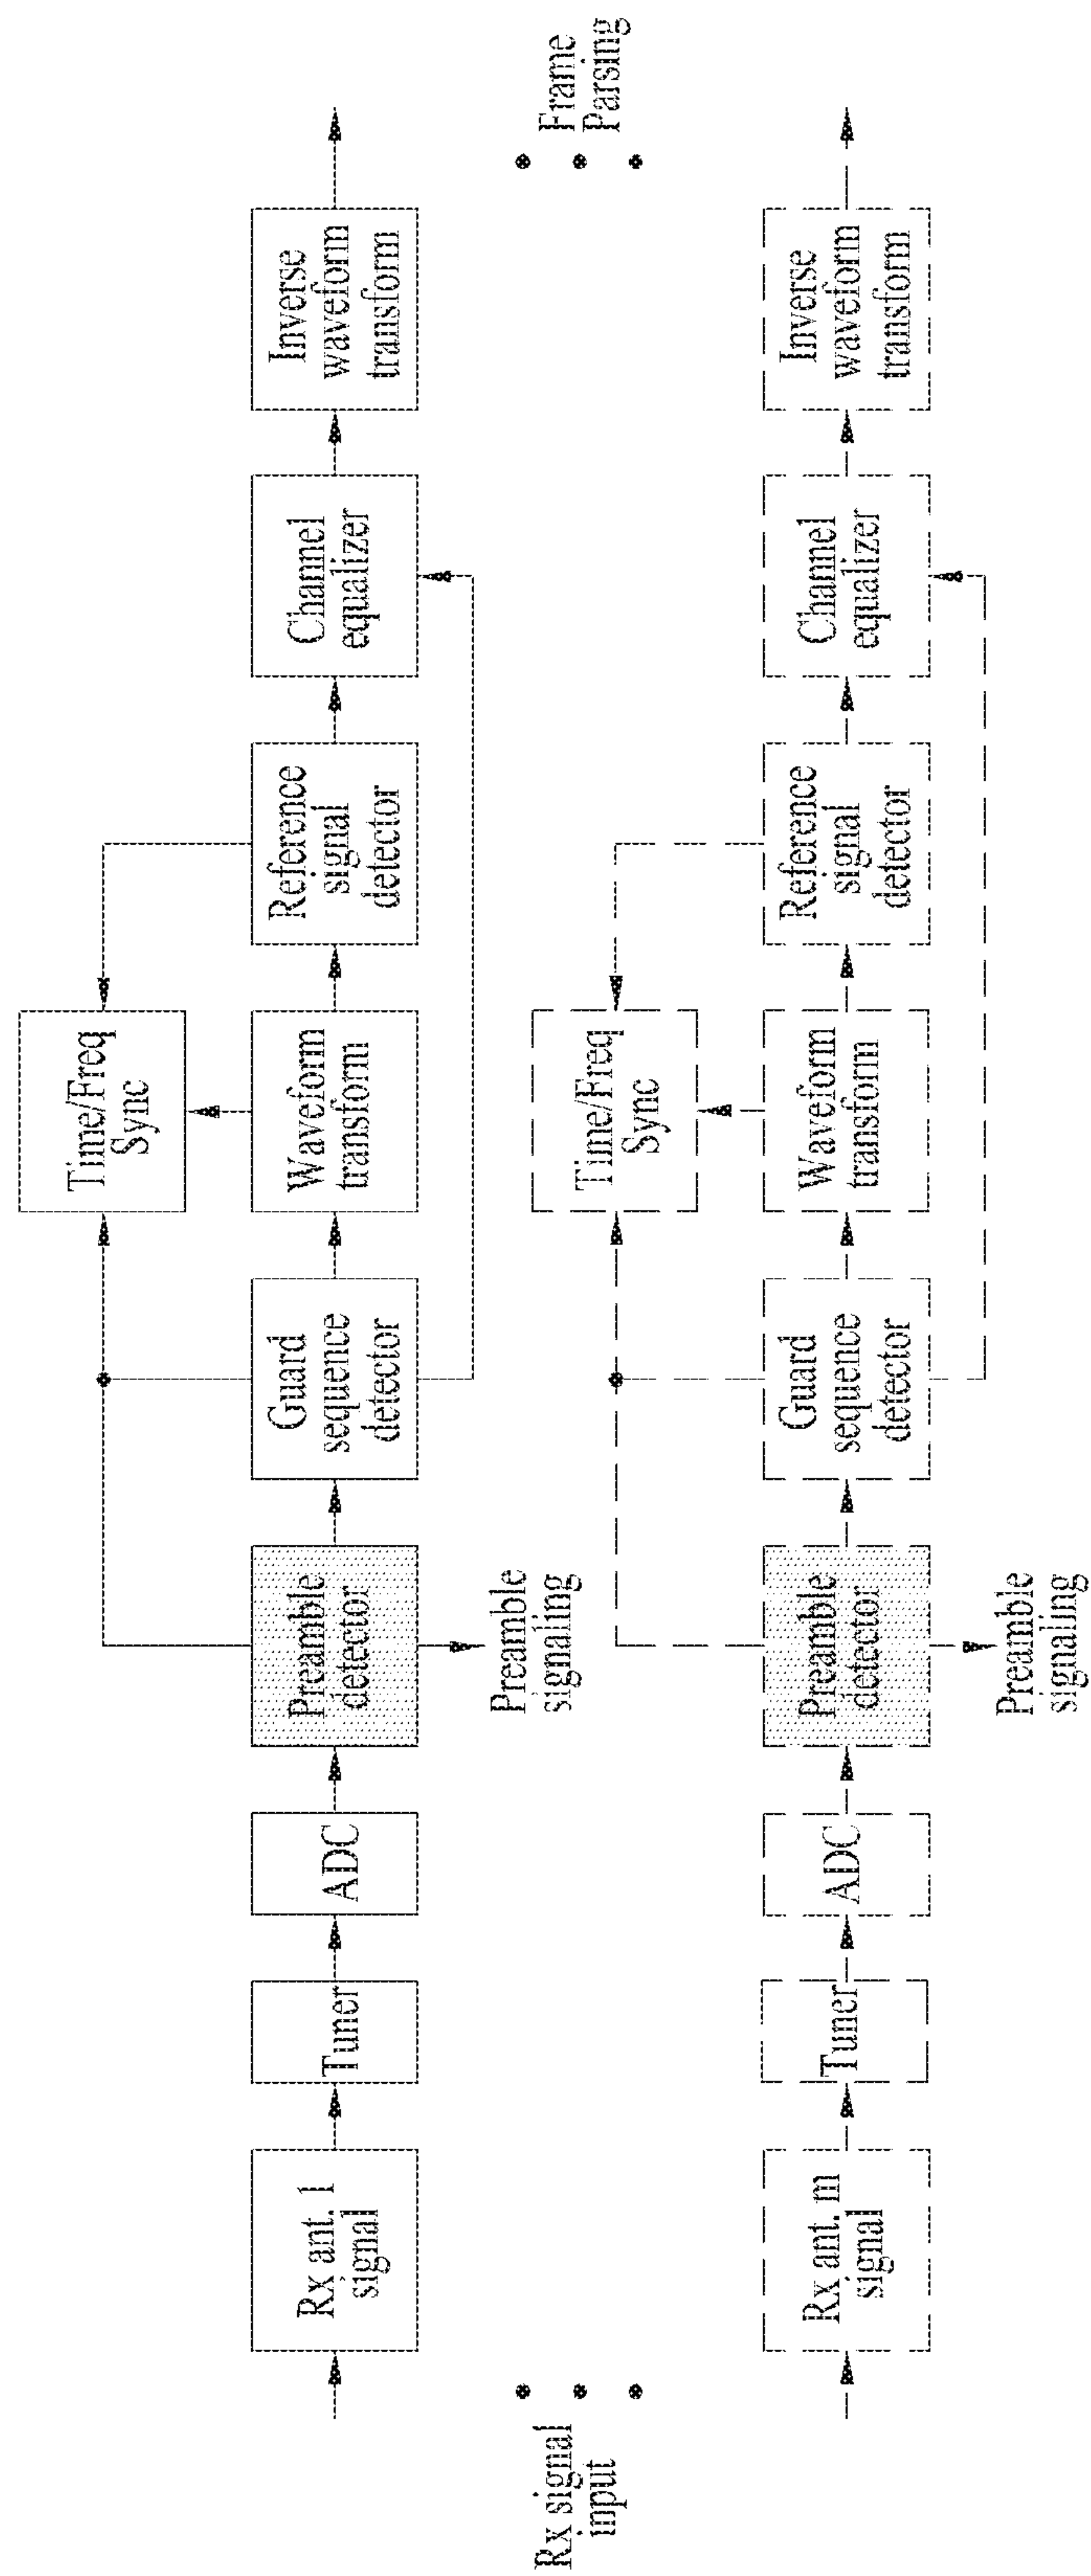 Rx signal
input
Rx ant. 1
signal
Tuner
ADC
Preamble
detector
Preamble
signaling
Guard
sequence
detector
Time/Freq
Sync
Waveform
transform
Reference
signal
detector
Channel
equalizer
Inverse
waveform
transform
Frame
Parsing
Rx ant. m
signal
Tuner
ADC
Preamble
detector
Preamble
signaling
Guard
sequence
detector
Time/Freq
Sync
Waveform
transform
Reference
signal
detector
Channel
equalizer
Inverse
waveform
transform